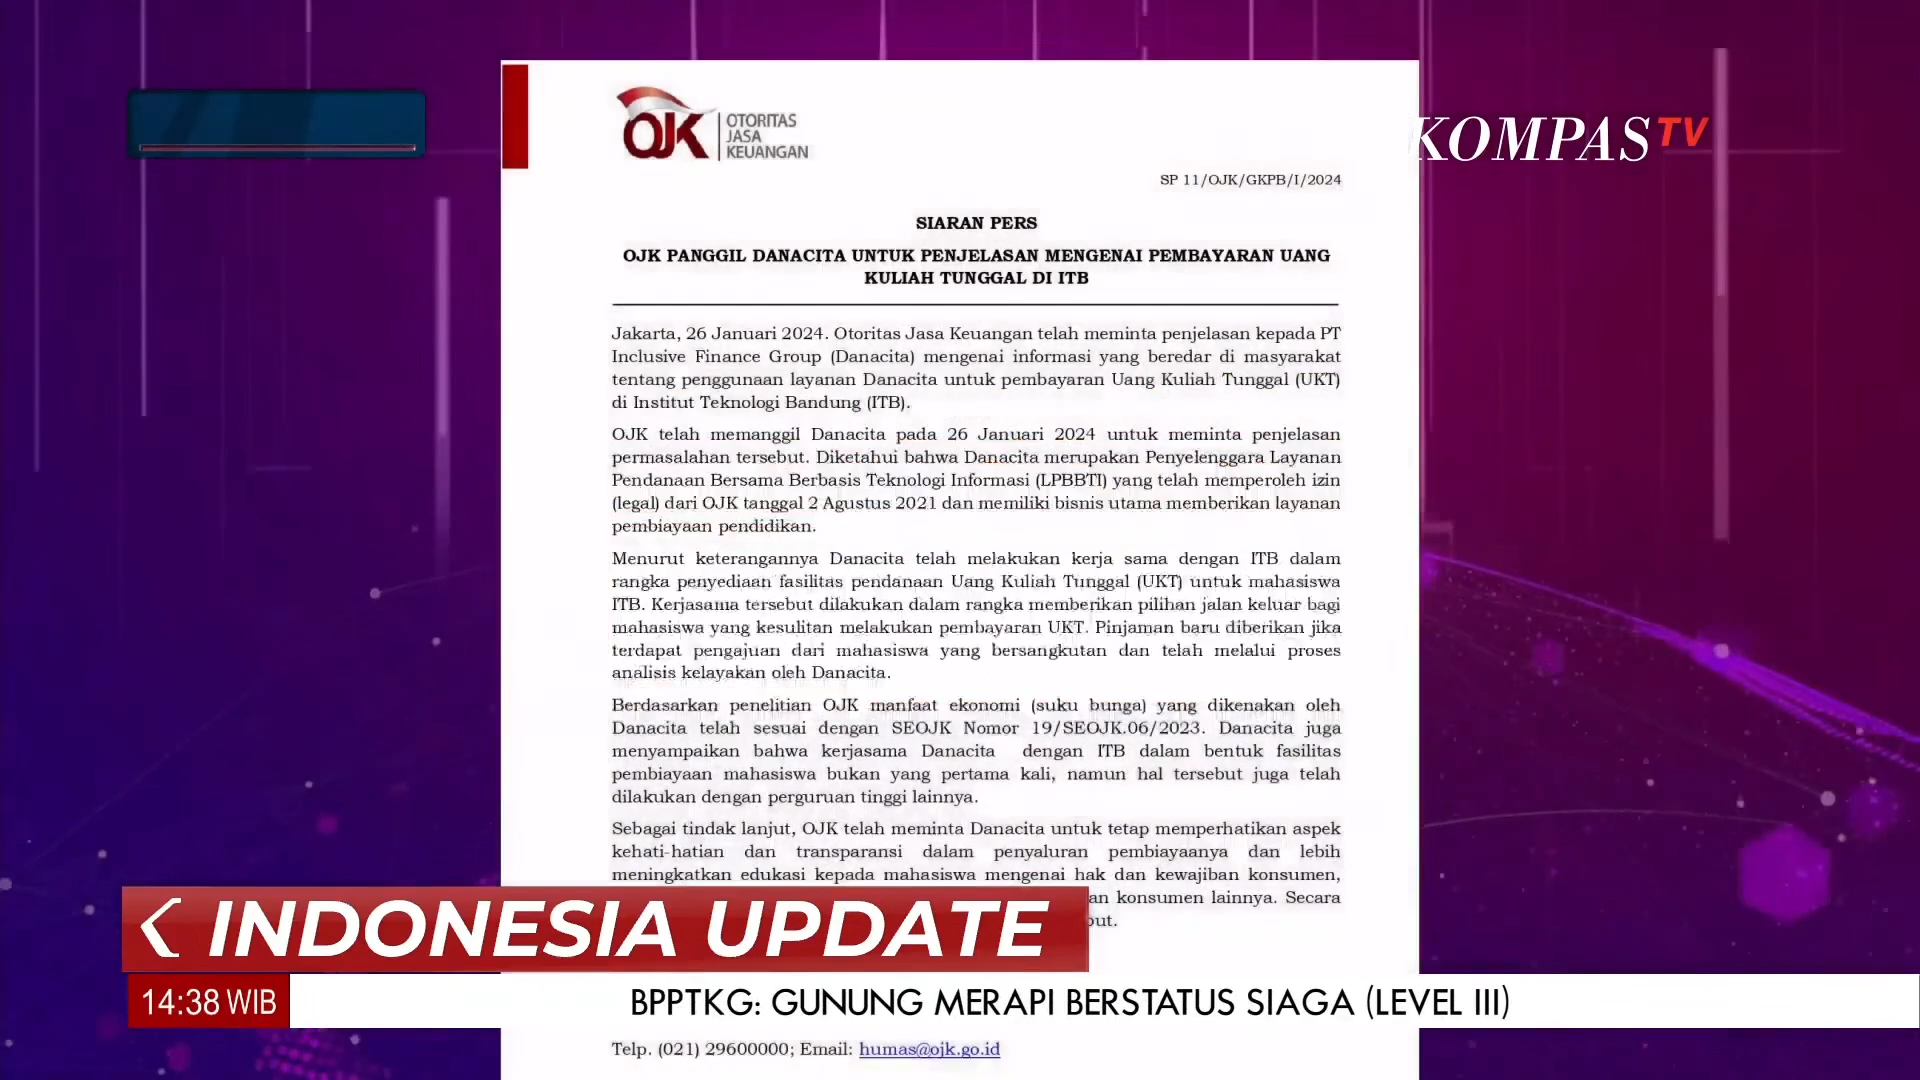 OJK OTORITAS
JASA
KEUANGAN
KOMPAS TV
SP 11/OJK/GKPB/I/2024
SIARAN PERS
OJK PANGGIL DANACITA UNTUK PENJELASAN MENGENAI PEMBAYARAN UANG
KULIAH TUNGGAL DI ITB
Jakarta, 26 Januari 2024. Otoritas Jasa Keuangan telah meminta penjelasan kepada PT
Inclusive Finance Group (Danacita) mengenai informasi yang beredar di masyarakat
tentang penggunaan layanan Danacita untuk pembayaran Uang Kuliah Tunggal (UKT)
di Institut Teknologi Bandung (ITB).
OJK telah memanggil Danacita pada 26 Januari 2024 untuk meminta penjelasan
permasalahan tersebut. Diketahui bahwa Danacita merupakan Penyelenggara Layanan
Pendanaan Bersama Berbasis Teknologi Informasi (LPBBTI) yang telah memperoleh izin
(legal) dari OJK tanggal 2 Agustus 2021 dan memiliki bisnis utama memberikan layanan
pembiayaan pendidikan.
Menurut keterangannya Danacita telah melakukan kerja sama dengan ITB dalam
rangka penyediaan fasilitas pendanaan Uang Kuliah Tunggal (UKT) untuk mahasiswa
ITB. Kerjasama tersebut dilakukan dalam rangka memberikan pilihan jalan keluar bagi
mahasiswa yang kesulitan melakukan pembayaran UKT. Pinjaman baru diberikan jika
terdapat pengajuan dari mahasiswa yang bersangkutan dan telah melalui proses
analisis kelayakan oleh Danacita.
Berdasarkan penelitian OJK manfaat ekonomi (suku bunga) yang dikenakan oleh
Danacita telah sesuai dengan SEOJK Nomor 19/SEOJK.06/2023. Danacita juga
menyampaikan bahwa kerjasama Danacita dengan ITB dalam bentuk fasilitas
pembiayaan mahasiswa bukan yang pertama kali, namun hal tersebut juga telah
dilakukan dengan perguruan tinggi lainnya.
Sebagai tindak lanjut, OJK telah meminta Danacita untuk tetap memperhatikan aspek
kehati-hatian dan transparansi dalam penyaluran pembiayaanya dan lebih
meningkatkan edukasi kepada mahasiswa mengenai hak dan kewajiban konsumen,
konsumen lainnya. Secara
INDONESIA UPDATE
14:38 WIB
BPPTKG: GUNUNG MERAPI BERSTATUS SIAGA (LEVEL III)
Telp. (021) 29600000; Email: humas@ojk.go.id